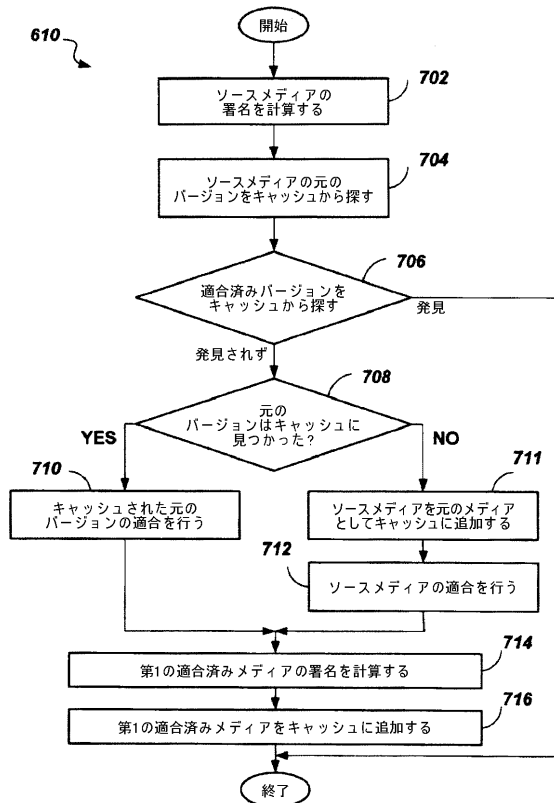 開始
610
702
ソースメディアの
署名を計算する
704
ソースメディアの元の
バージョンをキャッシュから探す
706
適合済みバージョンを
キャッシュから探す
発見
発見されず
708
元の
バージョンはキャッシュに
見つかった?
YES
NO
710
キャッシュされた元の
バージョンの適合を行う
711
ソースメディアを元のメディア
としてキャッシュに追加する
712
ソースメディアの適合を行う
714
第1の適合済みメディアの署名を計算する
716
第1の適合済みメディアをキャッシュに追加する
終了